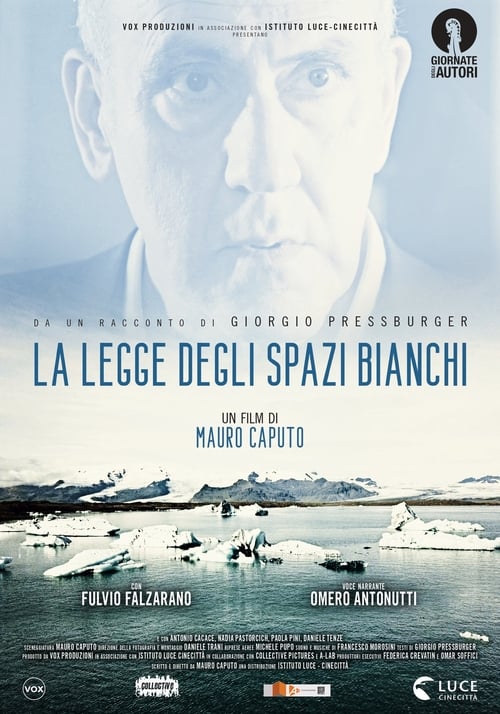 VOX PRODUZIONI IN ASSOCIAZIONE CON ISTITUTO LUCE-CINECITTÀ
PRESENTANO
GIORNATE
DEGLI
AUTORI
DA UN RACCONTO DI GIORGIO PRESSBURGER
LA LEGGE DEGLI SPAZI BIANCHI
UN FILM DI
MAURO CAPUTO
CON
FULVIO FALZARANO
VOCE NARRANTE
OMERO ANTONUTTI
E CON ANTONIO CACACE, NADIA PASTORCICH, PAOLA PINI, DANIELE TENZE
SCENEGGIATURA MAURO CAPUTO DIREZIONE DELLA FOTOGRAFIA E MONTAGGIO DANIELE TRANI RIPRESE AEREE MICHELE PUPO SUONO E MUSICHE DI FRANCESCO MOROSINI TESTI DI GIORGIO PRESSBURGER
PRODOTTO DA VOX PRODUZIONI IN ASSOCIAZIONE CON ISTITUTO LUCE CINECITTÀ IN COLLABORAZIONE CON COLLECTIVE PICTURES E A-LAB PRODUTTORI ESECUTIVI FEDERICA CREVATIN E OMAR SOFFICI
SCRITTO E DIRETTO DA MAURO CAPUTO UNA DISTRIBUZIONE ISTITUTO LUCE - CINECITTÀ
VOX
COLLECTIVE
LUCE
CINECITTÀ